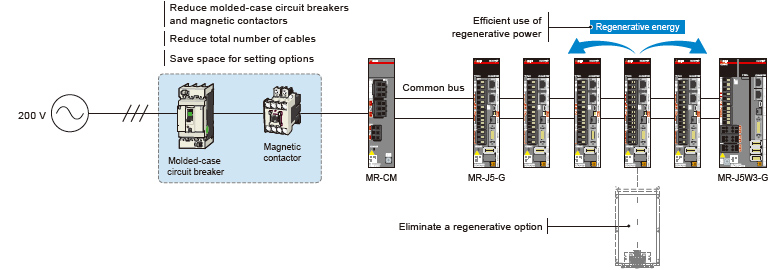 Reduce molded-case circuit breakers
and magnetic contactors
Reduce total number of cables
Save space for setting options
Efficient use of
regenerative power
Regenerative energy
200 V
Common bus
Molded-case
circuit breaker
Magnetic
contactor
MR-CM
MR-J5-G
MR-J5W3-G
Eliminate a regenerative option